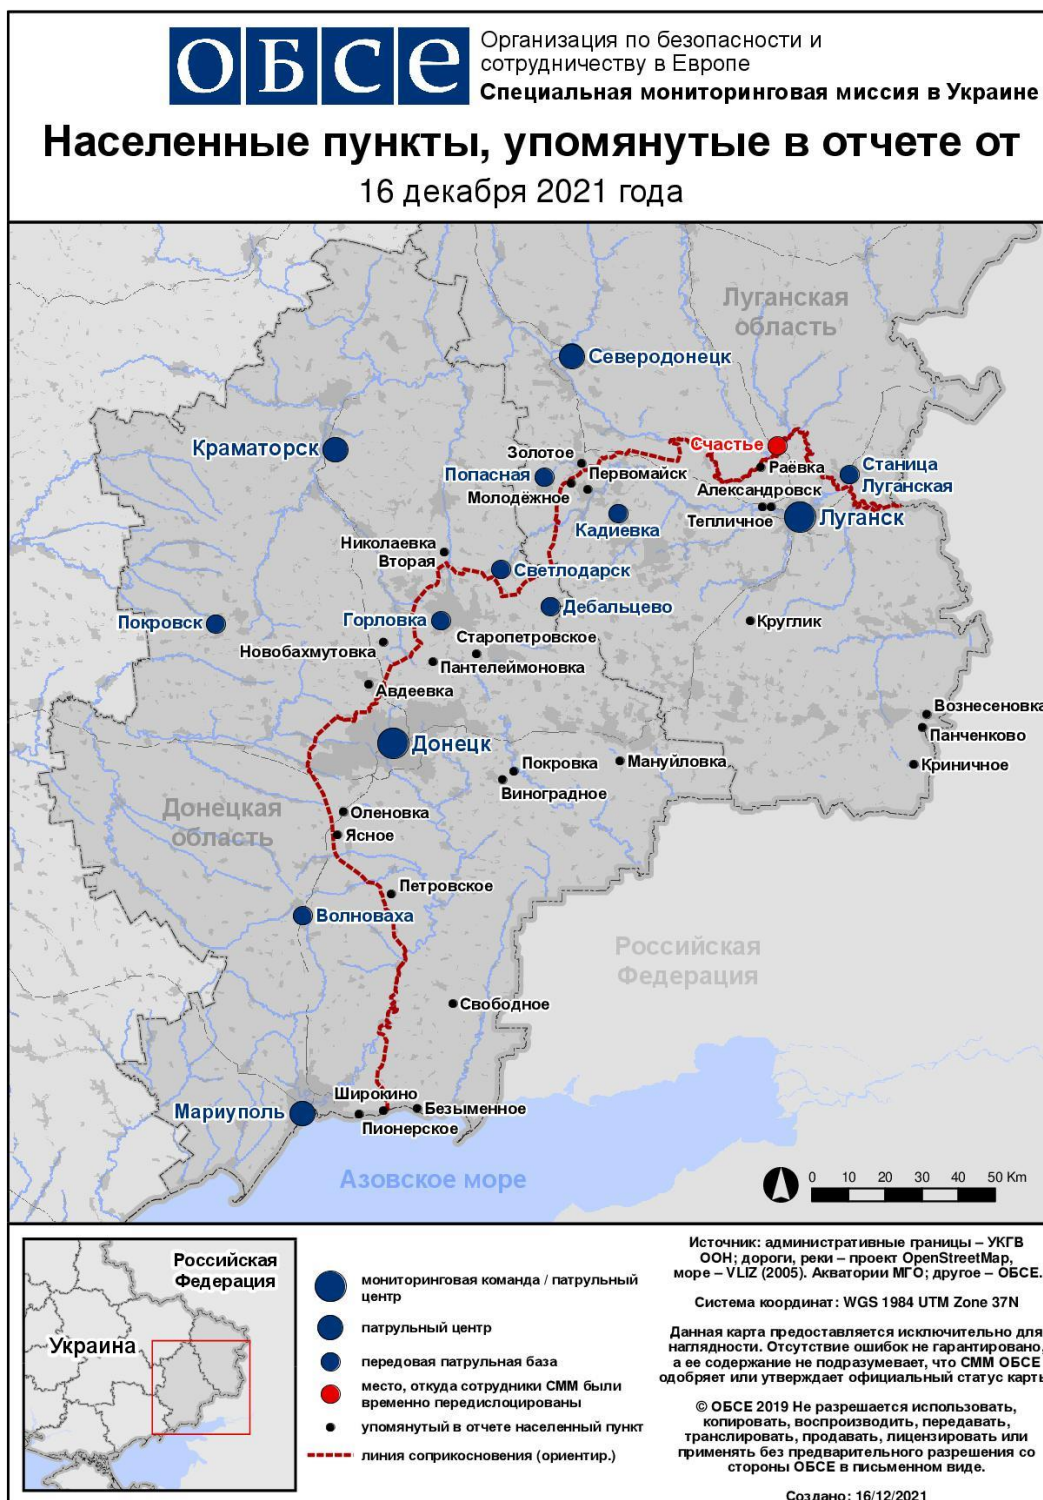 ОБСЕ
Организация по безопасности и
сотрудничеству в Европе
Специальная мониторинговая миссия в Украине
Населенные пункты, упомянутые в отчете от
16 декабря 2021 года
Луганская
область
Северодонецк
Краматорск
Счастье
Золотое
Попасная
Первомайск
Молодёжное
Раёвка
Станица
Луганская
Александровск
Тепличное
Луганск
Кадиевка
Николаевка
Вторая
Светлодарск
Дебальцево
Покровск
Горловка
Круглик
Старопетровское
Новобахмутовка
Пантелеймоновка
Авдеевка
Вознесеновка
Панченково
Донецк
Покровка
Мануйловка
Криничное
Виноградное
Донецкая
область
Оленовка
Ясное
Петровское
Волноваха
Российская
Федерация
Свободное
Широкино
Мариуполь
Безыменное
Пионерское
Азовское море
0 10 20 30 40 50 Km
Российская
Федерация
Украина
мониторинговая команда / патрульный
центр
патрульный центр
передовая патрульная база
место, откуда сотрудники СММ были
временно передислоцированы
упомянутый в отчете населенный пункт
линия соприкосновения (ориентир.)
Источник: административные границы – УКГВ
ООН; дороги, реки – проект OpenStreetMap,
море – VLIZ (2005). Акватории МГО; другое – ОБСЕ.
Система координат: WGS 1984 UTM Zone 37N
Данная карта предоставляется исключительно для
наглядности. Отсутствие ошибок не гарантировано,
а ее содержание не подразумевает, что СММ ОБСЕ
одобряет или утверждает официальный статус карты
© ОБСЕ 2019 Не разрешается использовать,
копировать, воспроизводить, передавать,
транслировать, продавать, лицензировать или
применять без предварительного разрешения со
стороны ОБСЕ в письменном виде.
Создано: 16/12/2021